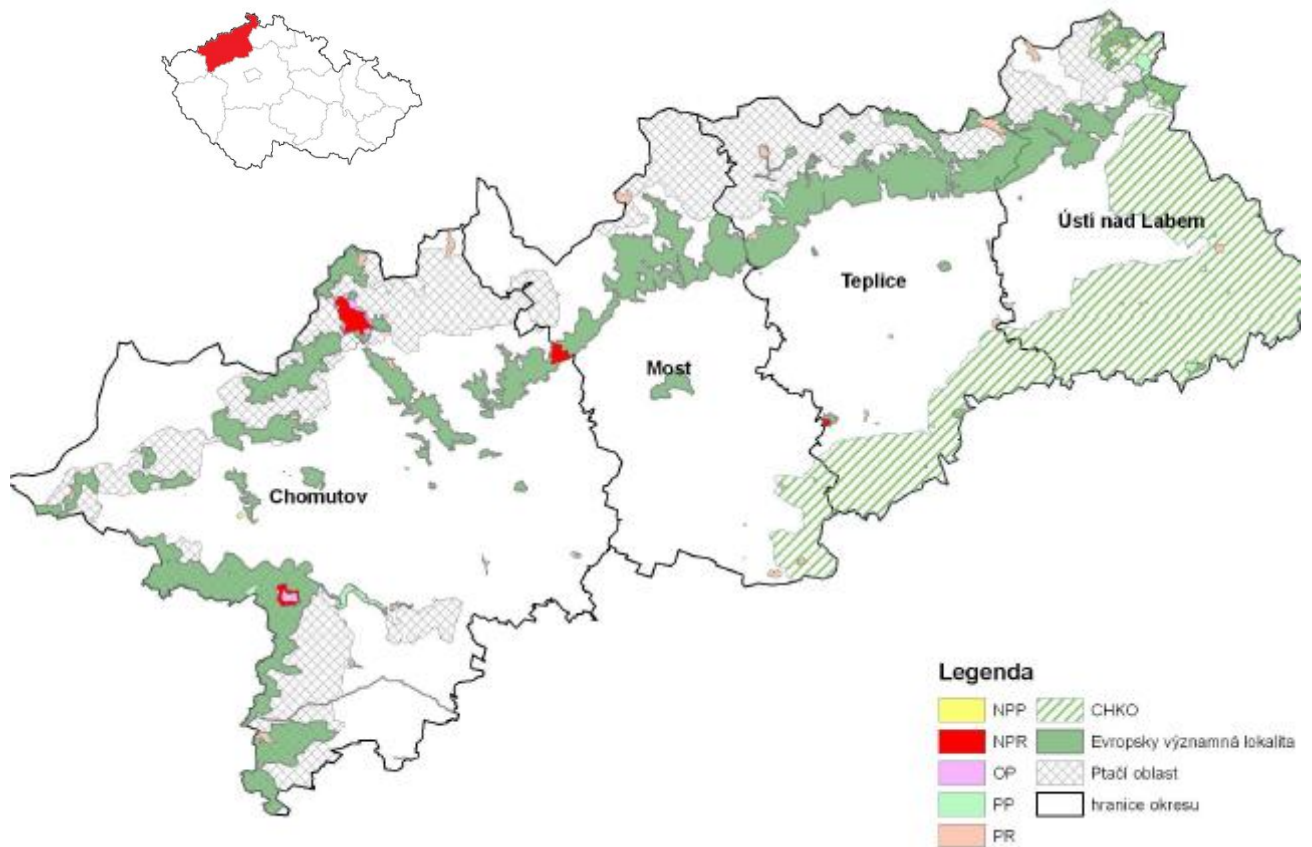 Ústí nad Labem
Teplice
Most
Chomutov
Legenda
NPP
NPR
OP
PP
PR
CHKO
Evropsky významná lokalita
Ptačí oblast
hranice okresu